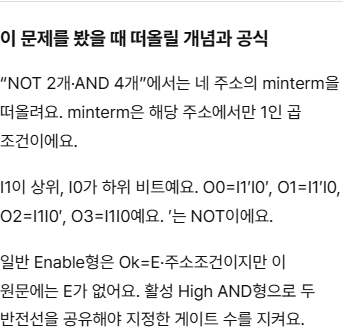 이 문제를 봤을 때 떠올릴 개념과 공식
“NOT 2개·AND 4개”에서는 네 주소의 minterm을
떠올려요. minterm은 해당 주소에서만 1인 곱
조건이에요.
I1이 상위, I0가 하위 비트예요. O0=I1′I0′, O1=I1′I0,
O2=I1I0′, O3=I1I0예요. ′는 NOT이에요.
일반 Enable형은 Ok=E·주소조건이지만 이
원문에는 E가 없어요. 활성 High AND형으로 두
반전선을 공유해야 지정한 게이트 수를 지켜요.